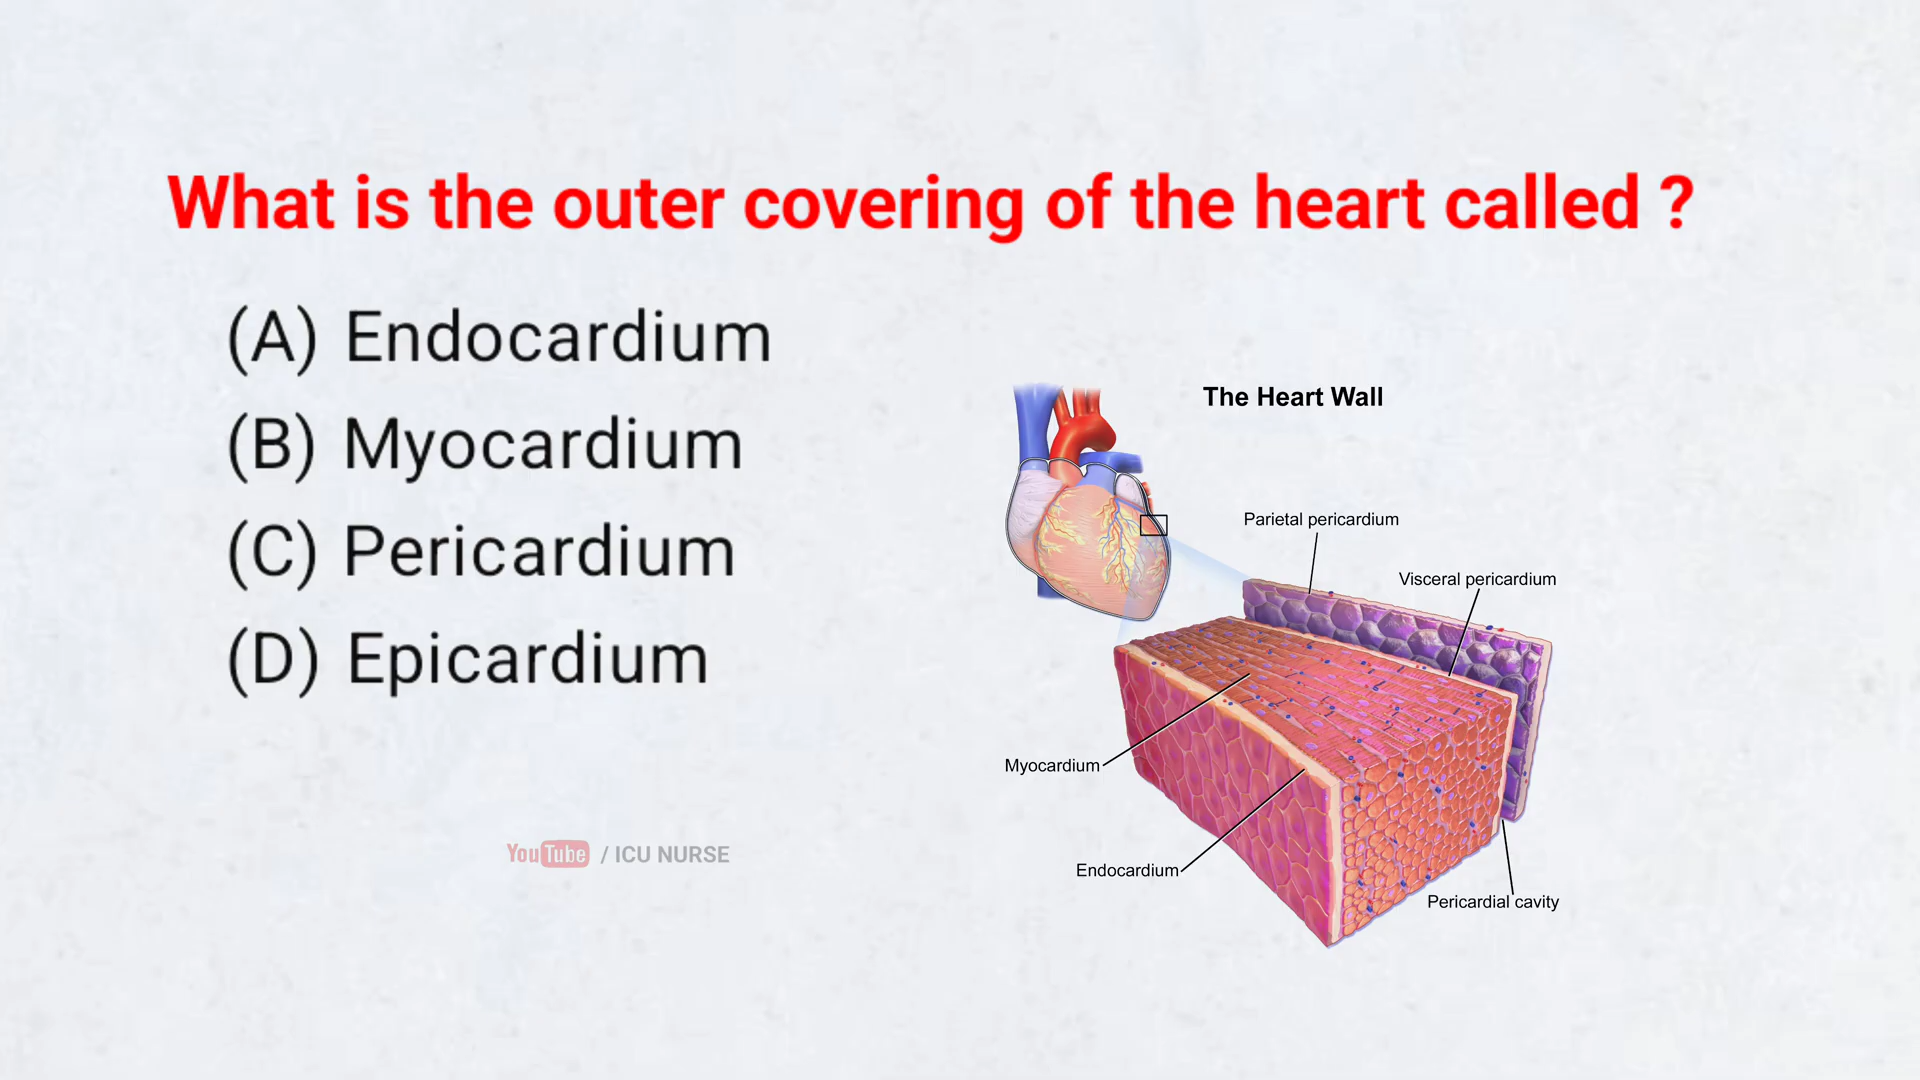 What is the outer covering of the heart called ?
(A) Endocardium
(B) Myocardium
(C) Pericardium
(D) Epicardium
The Heart Wall
Parietal pericardium
Visceral pericardium
Myocardium
Endocardium
Pericardial cavity
YouTube / ICU NURSE